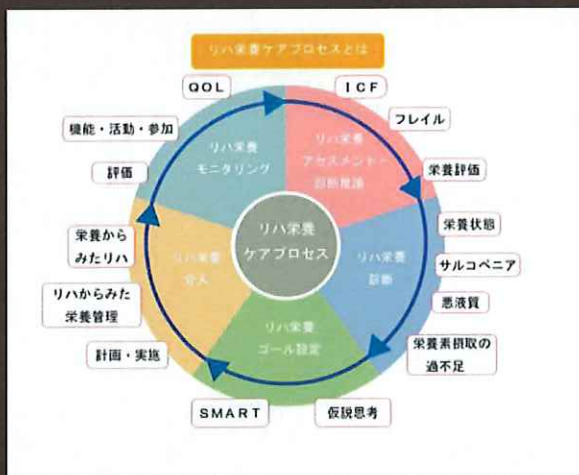 リハ栄養ケアプロセスとは
QOL
ICF
機能・活動・参加
フレイル
リハ栄養
モニタリング
リハ栄養
アセスメント・
診断推論
評価
栄養評価
栄養から
みたリハ
栄養状態
リハ栄養
ケアプロセス
サルコペニア
リハ栄養
介入
リハ栄養
診断
リハからみた
栄養管理
悪液質
リハ栄養
ゴール設定
計画・実施
栄養素摂取の
過不足
SMART
仮説思考